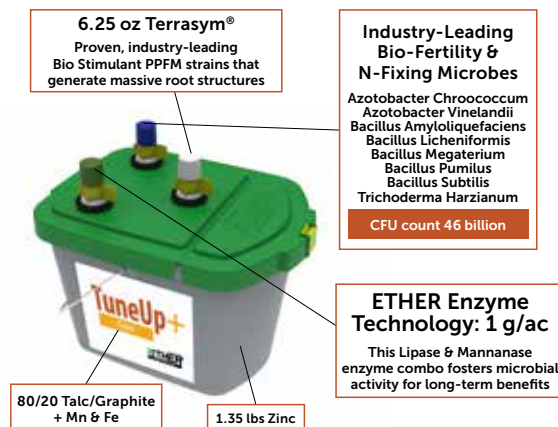 6.25 oz Terrasym®
Proven, industry-leading
Bio Stimulant PPFM strains that
generate massive root structures
Industry-Leading
Bio-Fertility &
N-Fixing Microbes
Azotobacter Chroococcum
Azotobacter Vinelandii
Bacillus Amyloliquefaciens
Bacillus Licheniformis
Bacillus Megaterium
Bacillus Pumilus
Bacillus Subtilis
Trichoderma Harzianum
CFU count 46 billion
ETHER Enzyme
Technology: 1 g/ac
This Lipase & Mannanase
enzyme combo fosters microbial
activity for long-term benefits
TuneUp+
80/20 Talc/Graphite
+ Mn & Fe
1.35 lbs Zinc